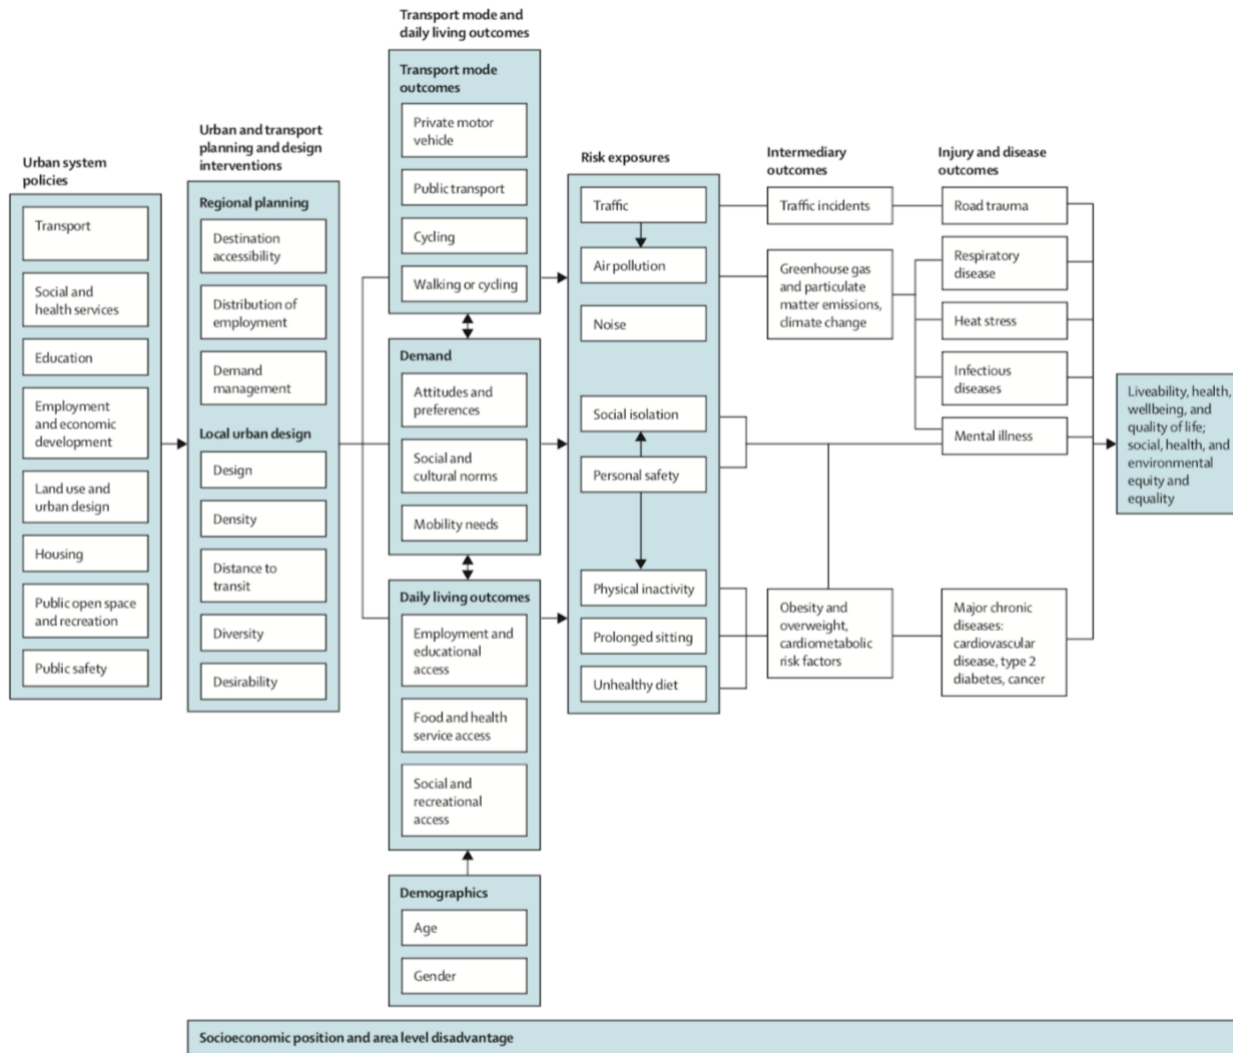 Urban system
policies
Transport
Social and
health services
Education
Employment
and economic
development
Land use and
urban design
Housing
Public open space
and recreation
Public safety
Urban and transport
planning and design
interventions
Regional planning
Destination
accessibility
Distribution of
employment
Demand
management
Local urban design
Design
Density
Distance to
transit
Diversity
Desirability
Transport mode and
daily living outcomes
Transport mode
outcomes
Private motor
vehicle
Public transport
Cycling
Walking or cycling
Demand
Attitudes and
preferences
Social and
cultural norms
Mobility needs
Daily living outcomes
Employment and
educational
access
Food and health
service access
Social and
recreational
access
Demographics
Age
Gender
Risk exposures
Traffic
Air pollution
Noise
Social isolation
Personal safety
Physical inactivity
Prolonged sitting
Unhealthy diet
Intermediary
outcomes
Traffic incidents
Greenhouse gas
and particulate
matter emissions,
climate change
Obesity and
overweight,
cardiometabolic
risk factors
Injury and disease
outcomes
Road trauma
Respiratory
disease
Heat stress
Infectious
diseases
Mental illness
Major chronic
diseases:
cardiovascular
disease, type 2
diabetes, cancer
Liveability, health,
wellbeing, and
quality of life;
social, health, and
environmental
equity and
equality
Socioeconomic position and area level disadvantage